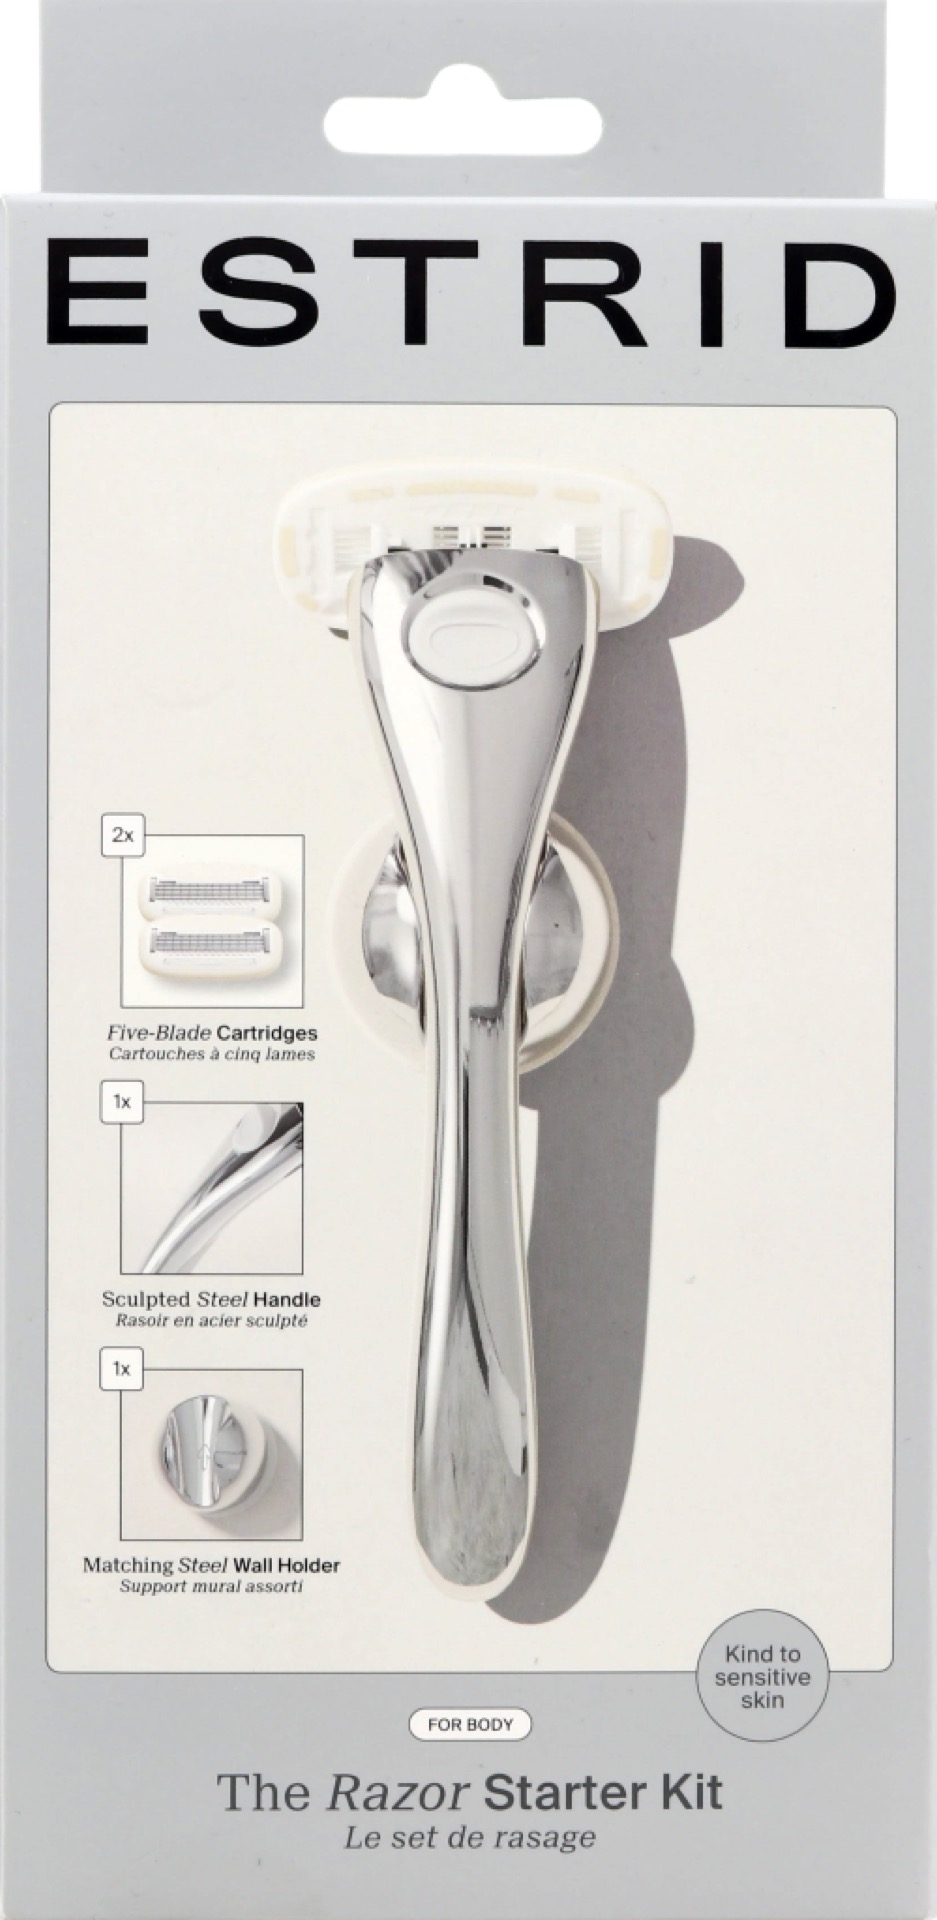 ESTRID
2x
Five-Blade Cartridges
Cartouches à cinq lames
1x
Sculpted Steel Handle
Rasoir en acier sculpté
1x
Matching Steel Wall Holder
Support mural assorti
Kind to
sensitive
skin
FOR BODY
The Razor Starter Kit
Le set de rasage